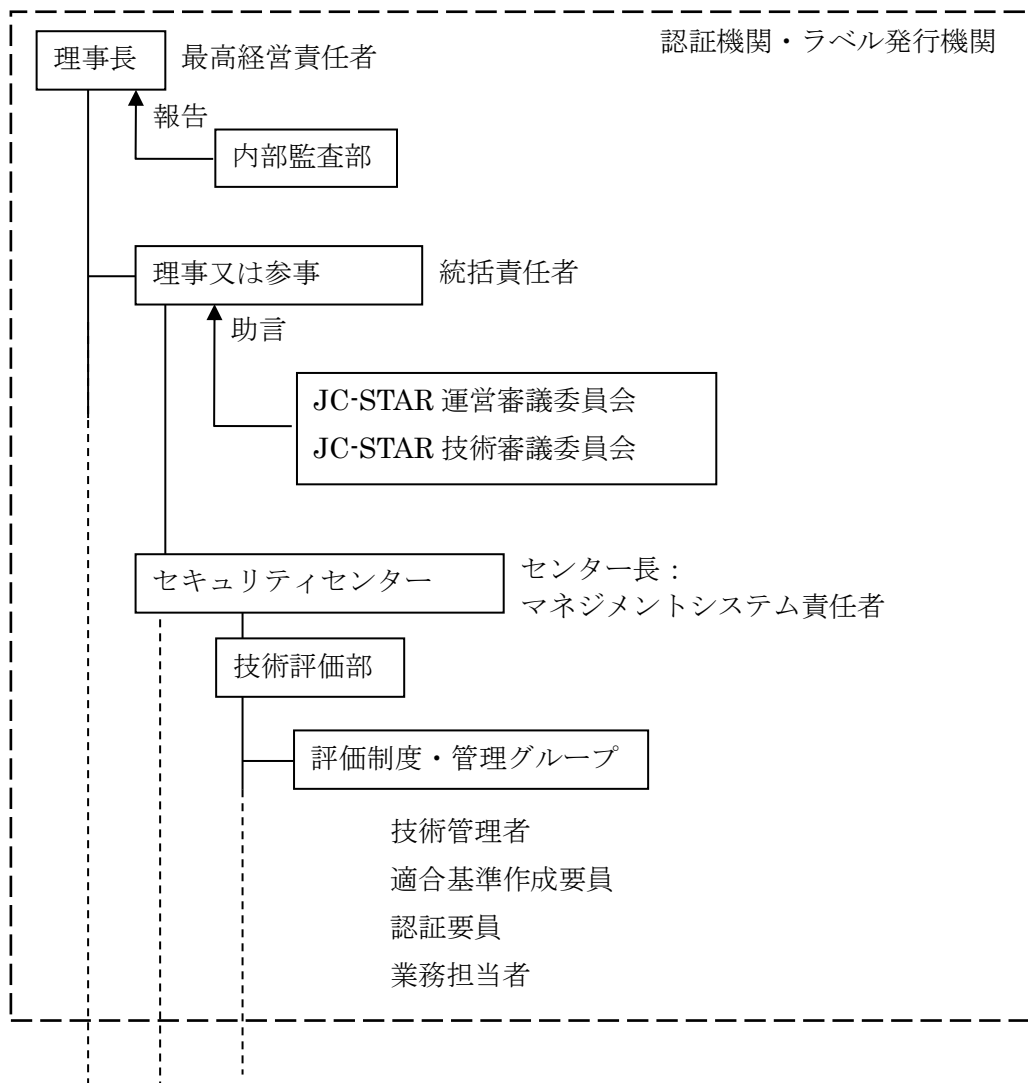 認証機関・ラベル発行機関
理事長
最高経営責任者
報告
内部監査部
理事又は参事
統括責任者
助言
JC-STAR 運営審議委員会
JC-STAR 技術審議委員会
セキュリティセンター
センター長：
マネジメントシステム責任者
技術評価部
評価制度・管理グループ
技術管理者
適合基準作成要員
認証要員
業務担当者